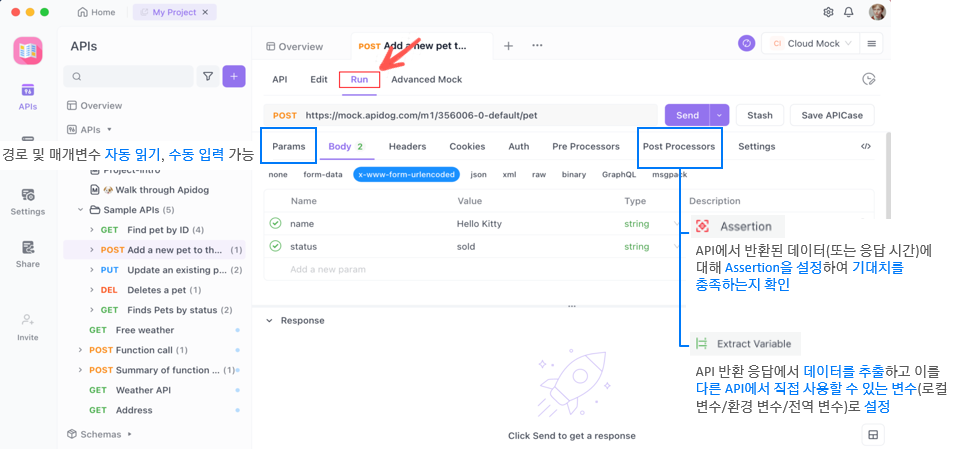 Home
My Project
APIs
Overview
POST Add a new pet t...
Cloud Mock
API
Edit
Run
Advanced Mock
APIs
Overview
POST
https://mock.apidog.com/m1/356006-0-default/pet
Send
Stash
Save APICase
APIs
경로 및 매개변수 자동 읽기, 수동 입력 가능
Params
Body 2
Headers
Cookies
Auth
Pre Processors
Post Processors
Settings
Project-Intro
none
form-data
x-www-form-urlencoded
json
xml
raw
binary
GraphQL
msgpack
Settings
Walk through Apidog
Name
Value
Type
Description
Sample APIs (5)
name
Hello Kitty
string
Assertion
GET Find pet by ID (4)
status
sold
string
API에서 반환된 데이터(또는 응답 시간)에
대해 Assertion을 설정하여 기대치를
충족하는지 확인
POST Add a new pet to th... (1)
Add a new param
Share
PUT Update an existing p... (2)
DEL Deletes a pet (1)
GET Finds Pets by status (2)
Response
Invite
GET Free weather
Extract Variable
POST Function call (1)
API 반환 응답에서 데이터를 추출하고 이를
다른 API에서 직접 사용할 수 있는 변수(로컬
변수/환경 변수/전역 변수)로 설정
POST Summary of function ... (1)
GET Weather API
GET Address
Schemas
Click Send to get a response